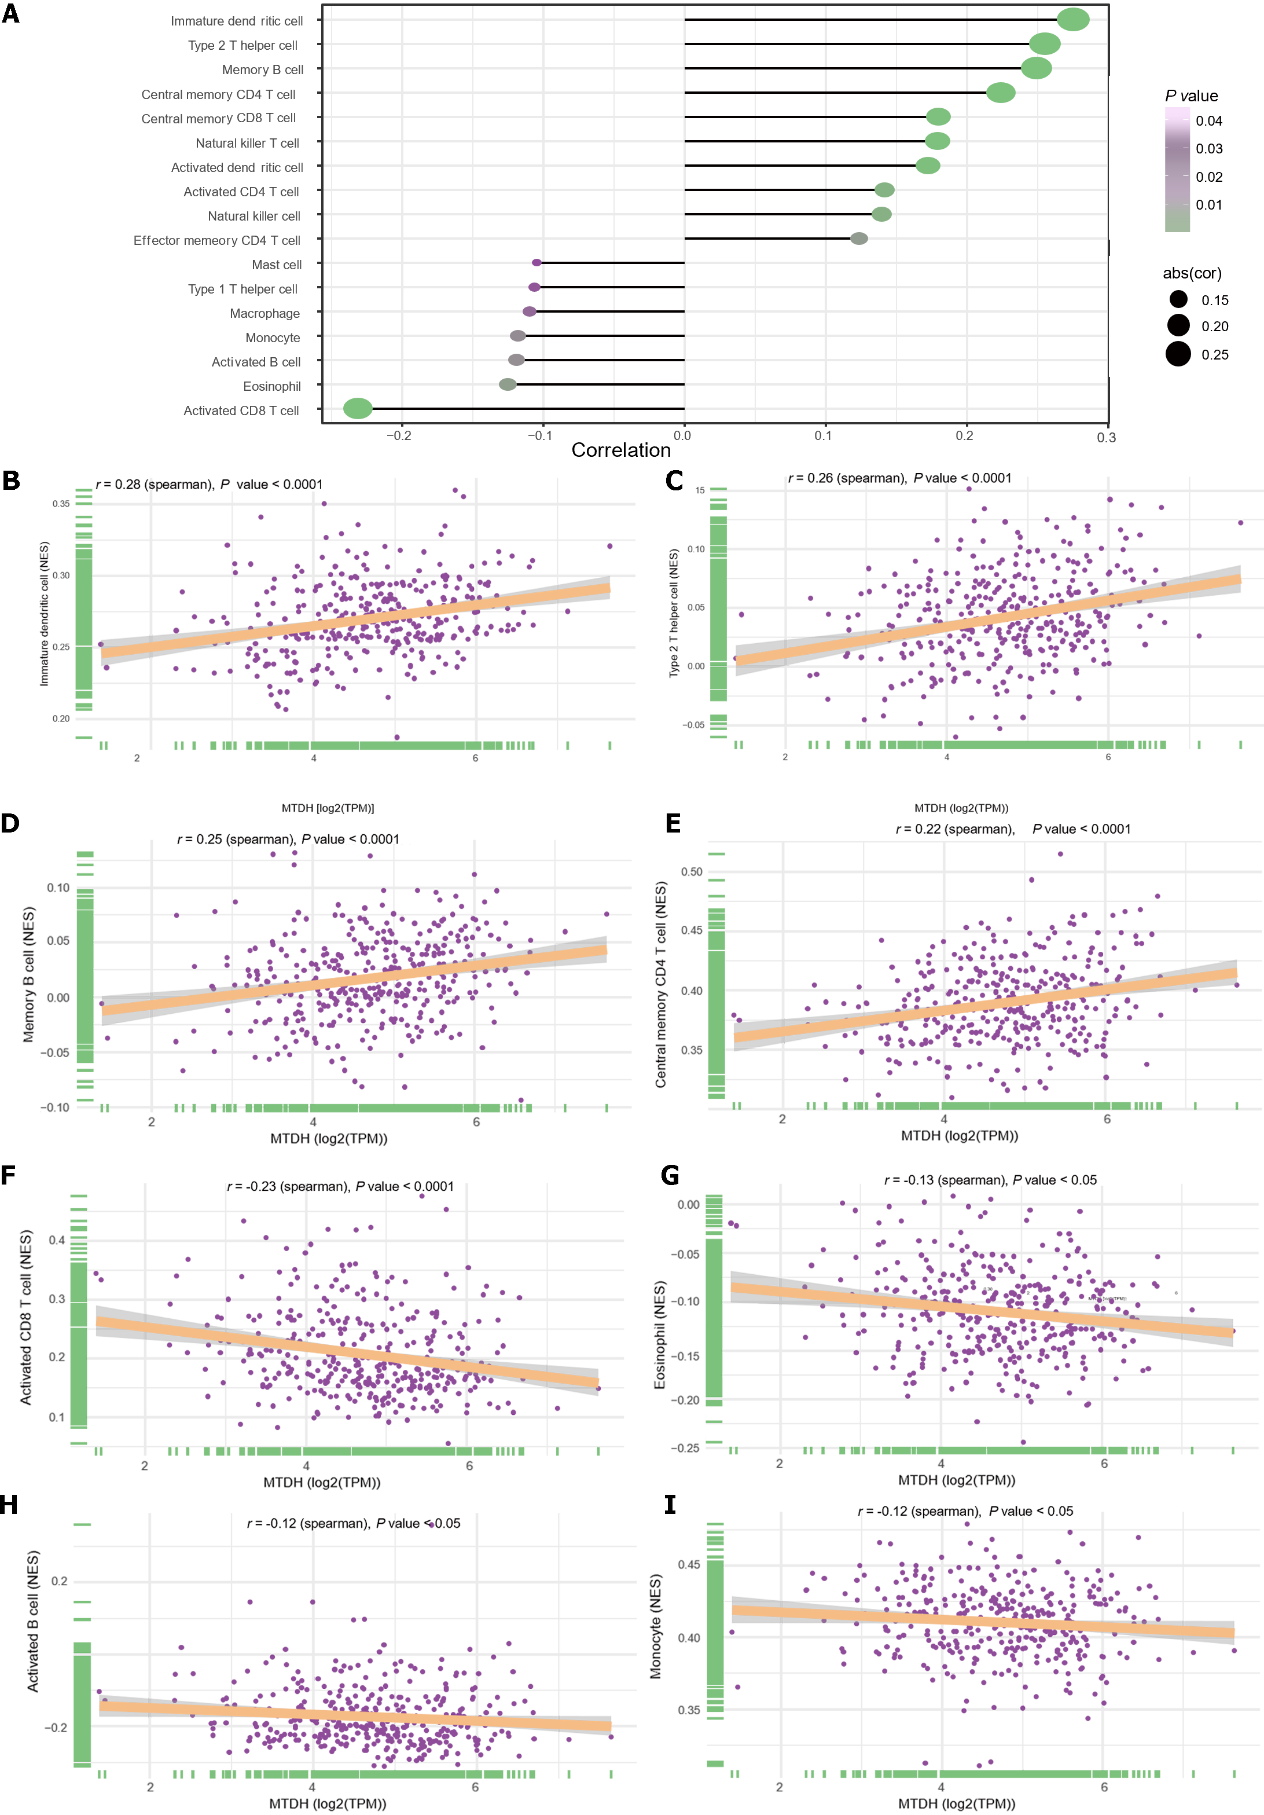 A
Immature dend ritic cell
Type 2 T helper cell
Memory B cell
Central memory CD4 T cell
Central memory CD8 T cell
Natural killer T cell
Activated dend ritic cell
Activated CD4 T cell
Natural killer cell
Effector memeory CD4 T cell
Mast cell
Type 1 T helper cell
Macrophage
Monocyte
Activated B cell
Eosinophil
Activated CD8 T cell
−0.2 −0.1 0.0 0.1 0.2 0.3
Correlation
P value
0.04
0.03
0.02
0.01
abs(cor)
0.15
0.20
0.25
B
r = 0.28 (spearman), P value < 0.0001
Immature dendritic cell (NES)
0.35
0.30
0.25
0.20
2 4 6
MTDH [log2(TPM)]
C
r = 0.26 (spearman), P value < 0.0001
Type 2 T helper cell (NES)
15
0.10
0.05
0.00
−0.05
2 4 6
MTDH (log2(TPM))
D
r = 0.25 (spearman), P value < 0.0001
Memory B cell (NES)
0.10
0.05
0.00
−0.05
−0.10
2 4 6
MTDH (log2(TPM))
E
r = 0.22 (spearman), P value < 0.0001
Central memory CD4 T cell (NES)
0.50
0.45
0.40
0.35
2 4 6
MTDH (log2(TPM))
F
r = -0.23 (spearman), P value < 0.0001
Activated CD8 T cell (NES)
0.4
0.3
0.2
0.1
2 4 6
MTDH (log2(TPM))
G
r = -0.13 (spearman), P value < 0.05
Eosinophil (NES)
0.00
−0.05
−0.10
−0.15
−0.20
−0.25
2 4 6
MTDH (log2(TPM))
H
r = -0.12 (spearman), P value < 0.05
Activated B cell (NES)
0.2
−0.2
2 4 6
MTDH (log2(TPM))
I
r = -0.12 (spearman), P value < 0.05
Monocyte (NES)
0.45
0.40
0.35
2 4 6
MTDH (log2(TPM))